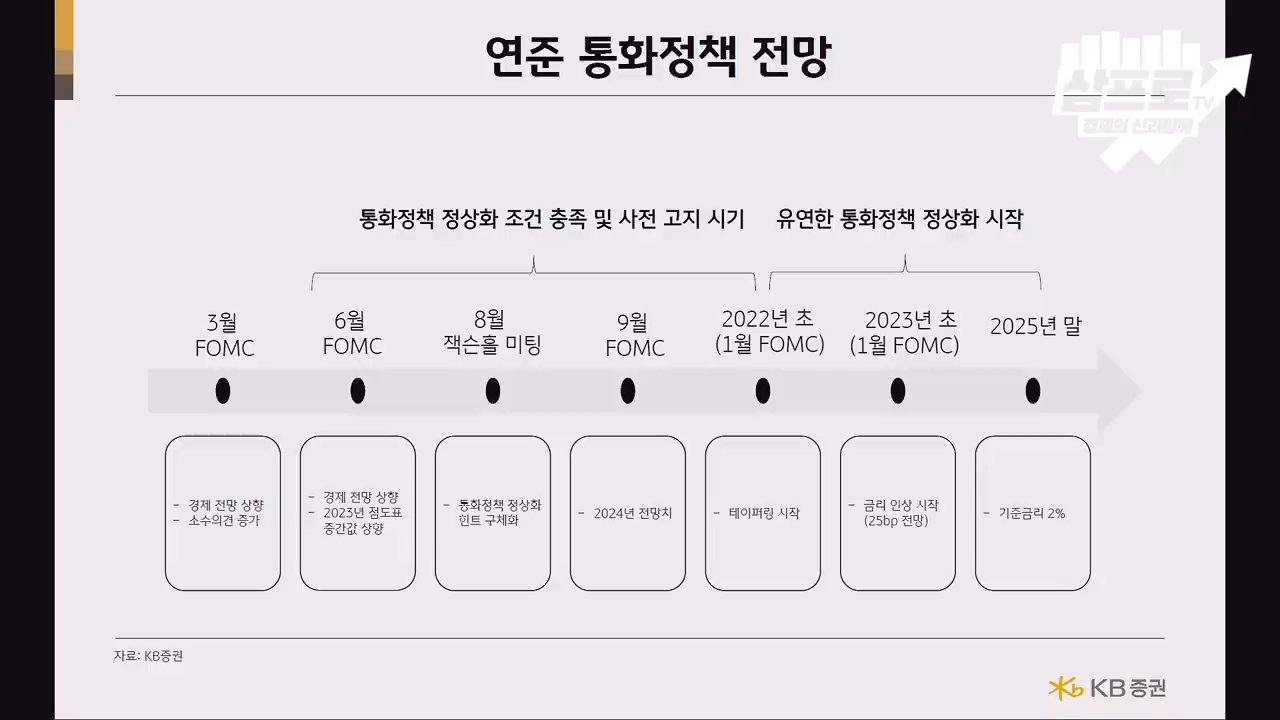 연준 통화정책 전망
삼프로TV
경제의 신과함께
통화정책 정상화 조건 충족 및 사전 고지 시기
유연한 통화정책 정상화 시작
3월
FOMC
6월
FOMC
8월
잭슨홀 미팅
9월
FOMC
2022년 초
(1월 FOMC)
2023년 초
(1월 FOMC)
2025년 말
- 경제 전망 상향
- 소수의견 증가
- 경제 전망 상향
- 2023년 점도표
중간값 상향
- 통화정책 정상화
힌트 구체화
- 2024년 전망치
- 테이퍼링 시작
- 금리 인상 시작
(25bp 전망)
- 기준금리 2%
자료: KB증권
KB증권